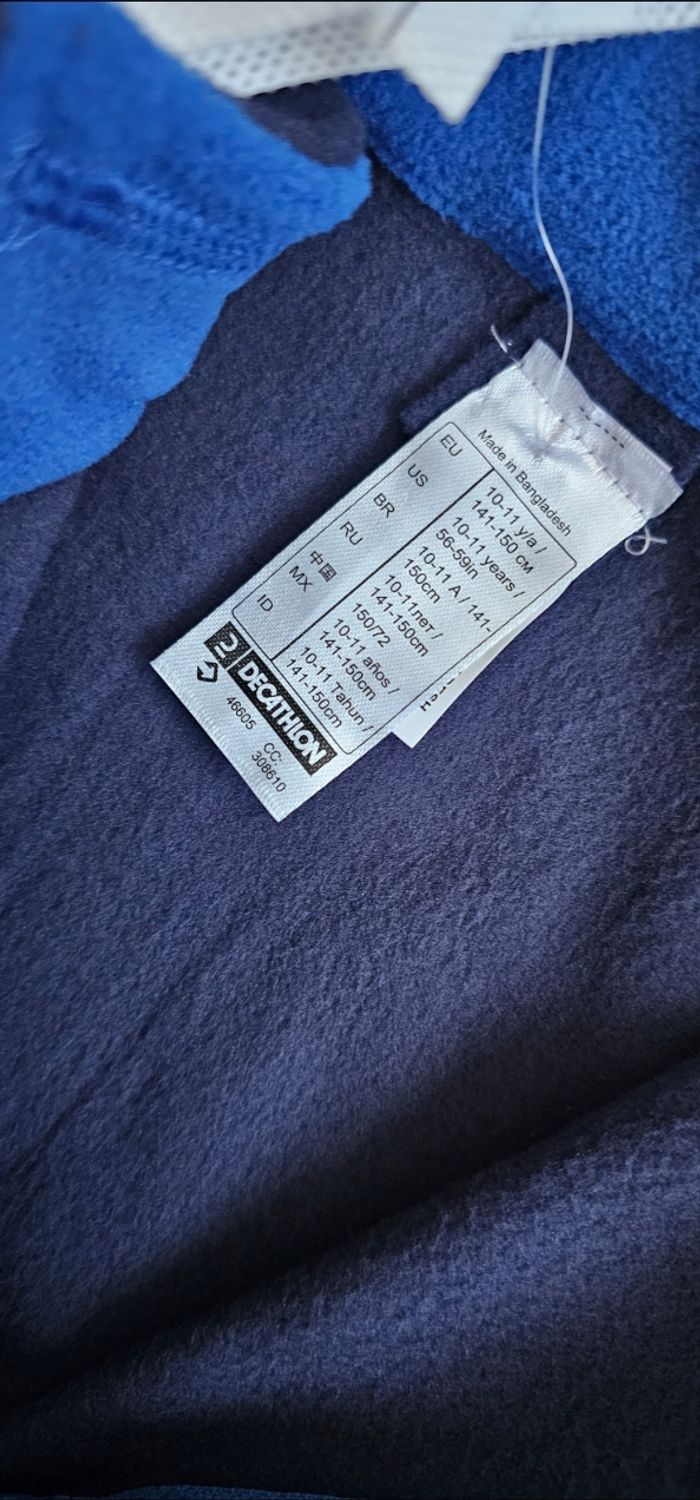 Made in Bangladesh
EU 10-11 y/a /
141-150 см
US 10-11 years /
56-59in
BR 10-11 A / 141-
150cm
RU 10-11лет /
141-150cm
中国 150/72
MX 10-11 años /
141-150cm
ID 10-11 Tahun /
141-150cm
DECATHLON
46605 CC:
308610